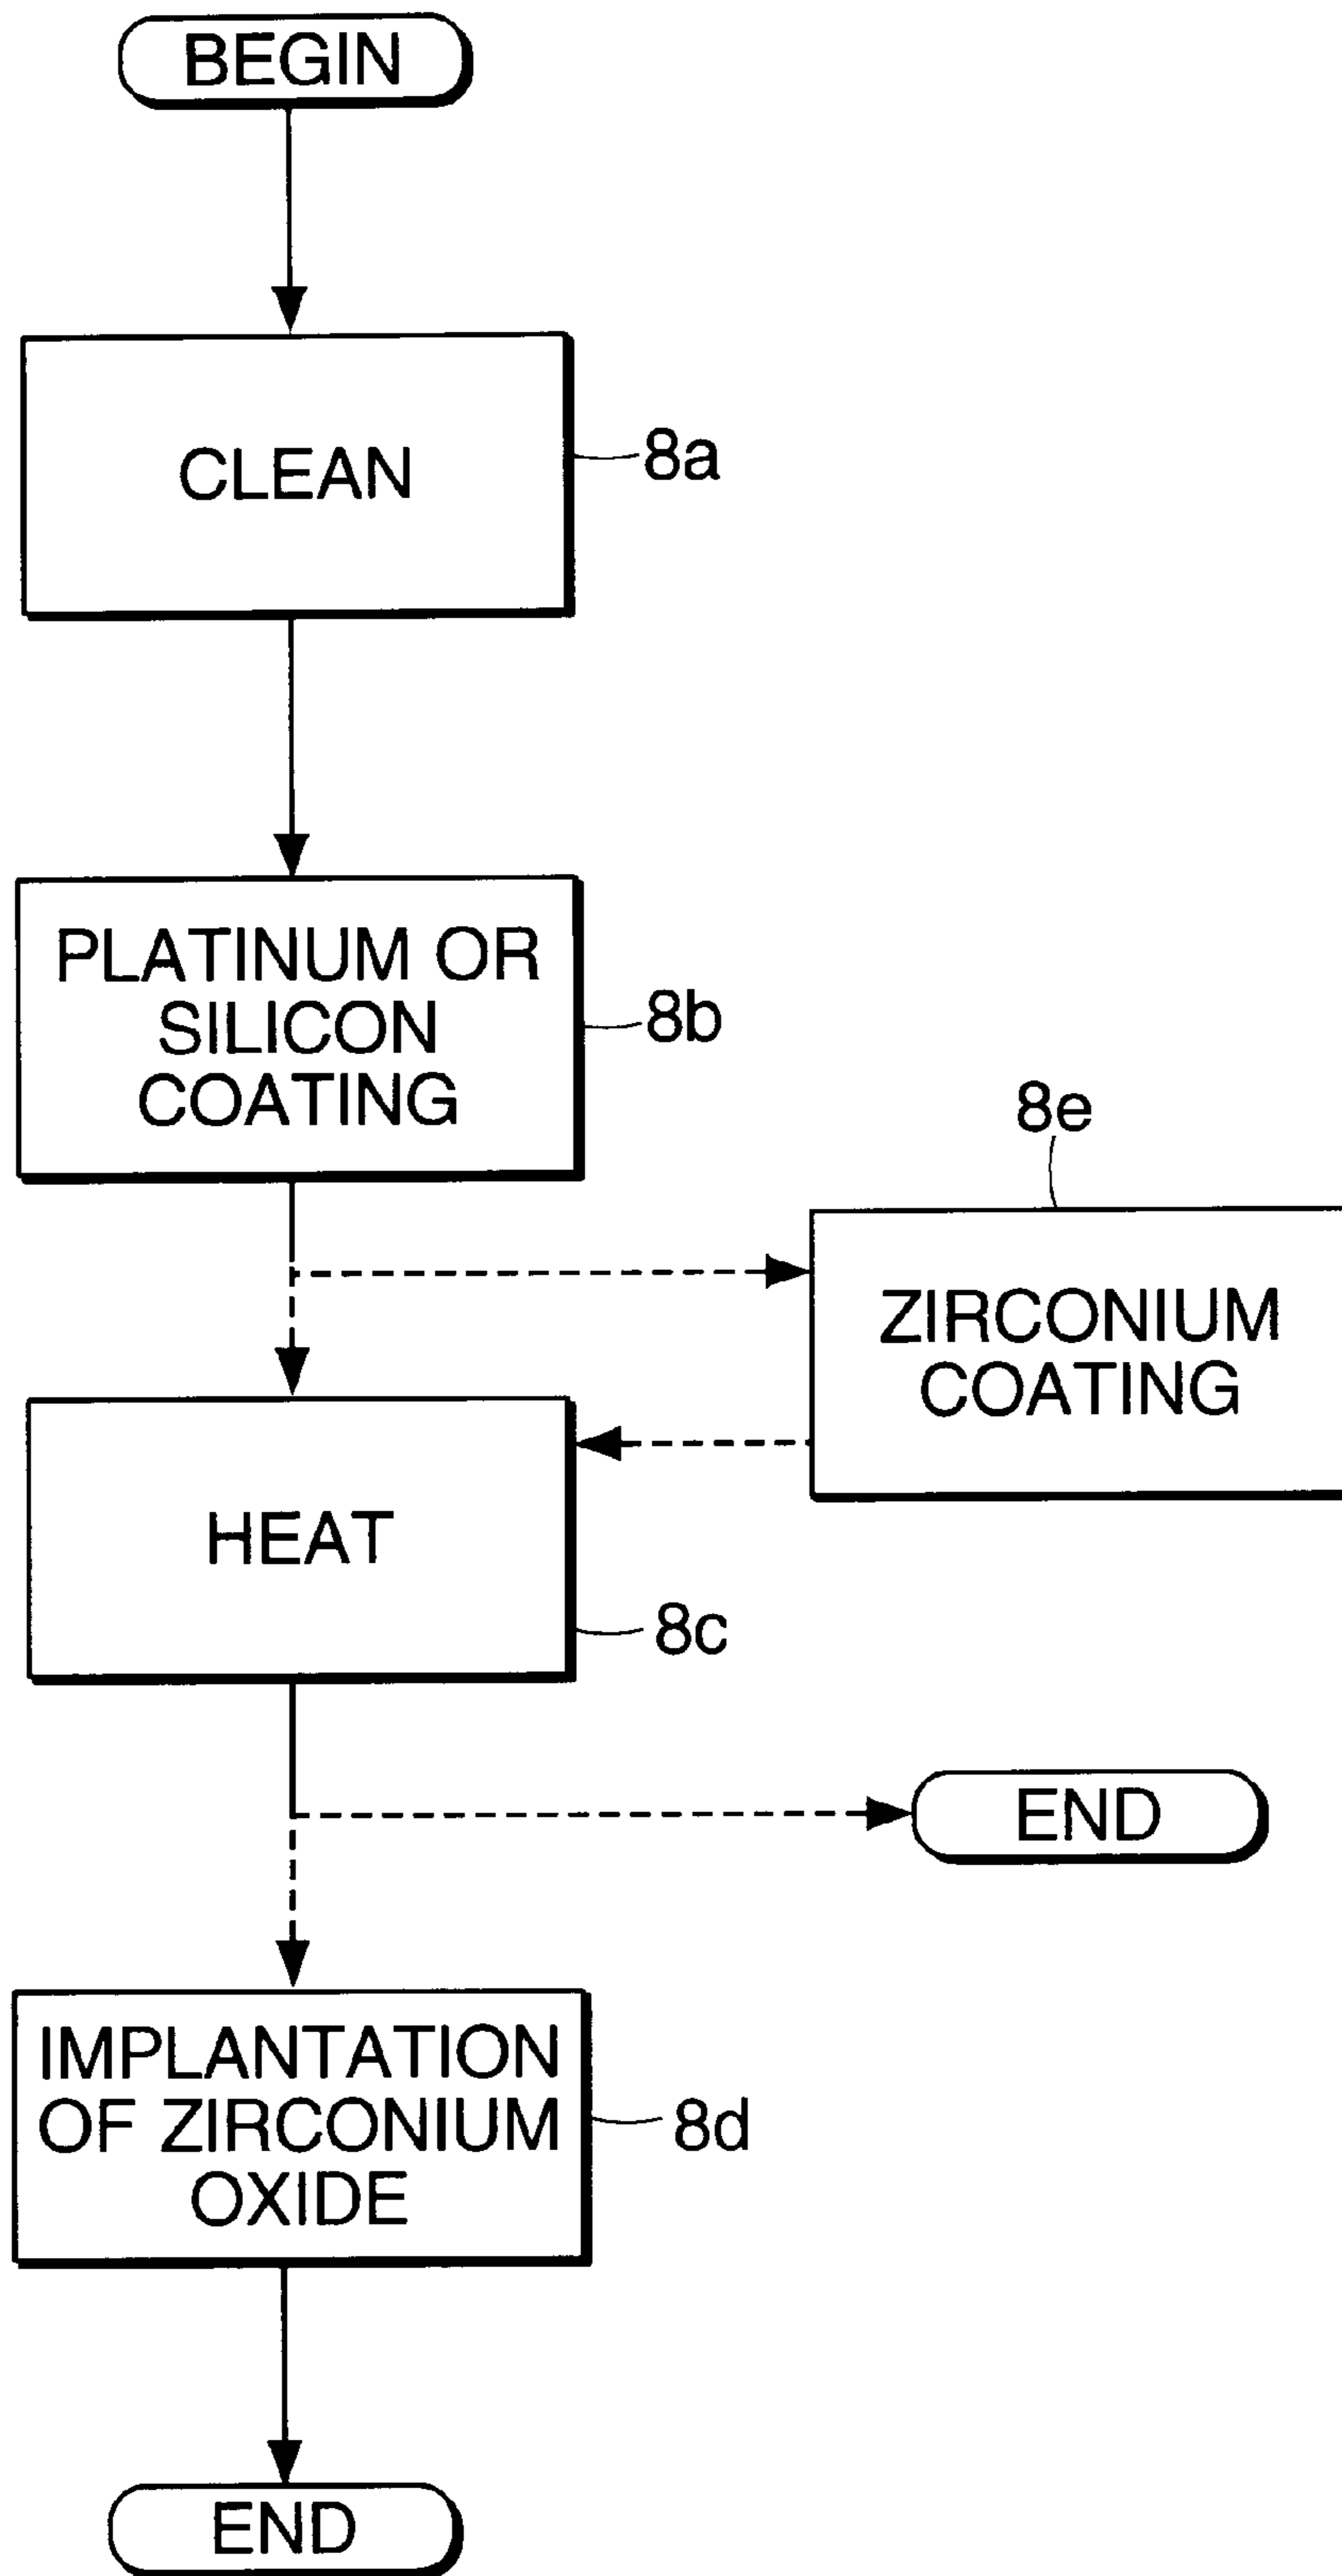 BEGIN
CLEAN
8a
PLATINUM OR
SILICON
COATING
8b
8e
ZIRCONIUM
COATING
HEAT
8c
END
IMPLANTATION
OF ZIRCONIUM
OXIDE
8d
END